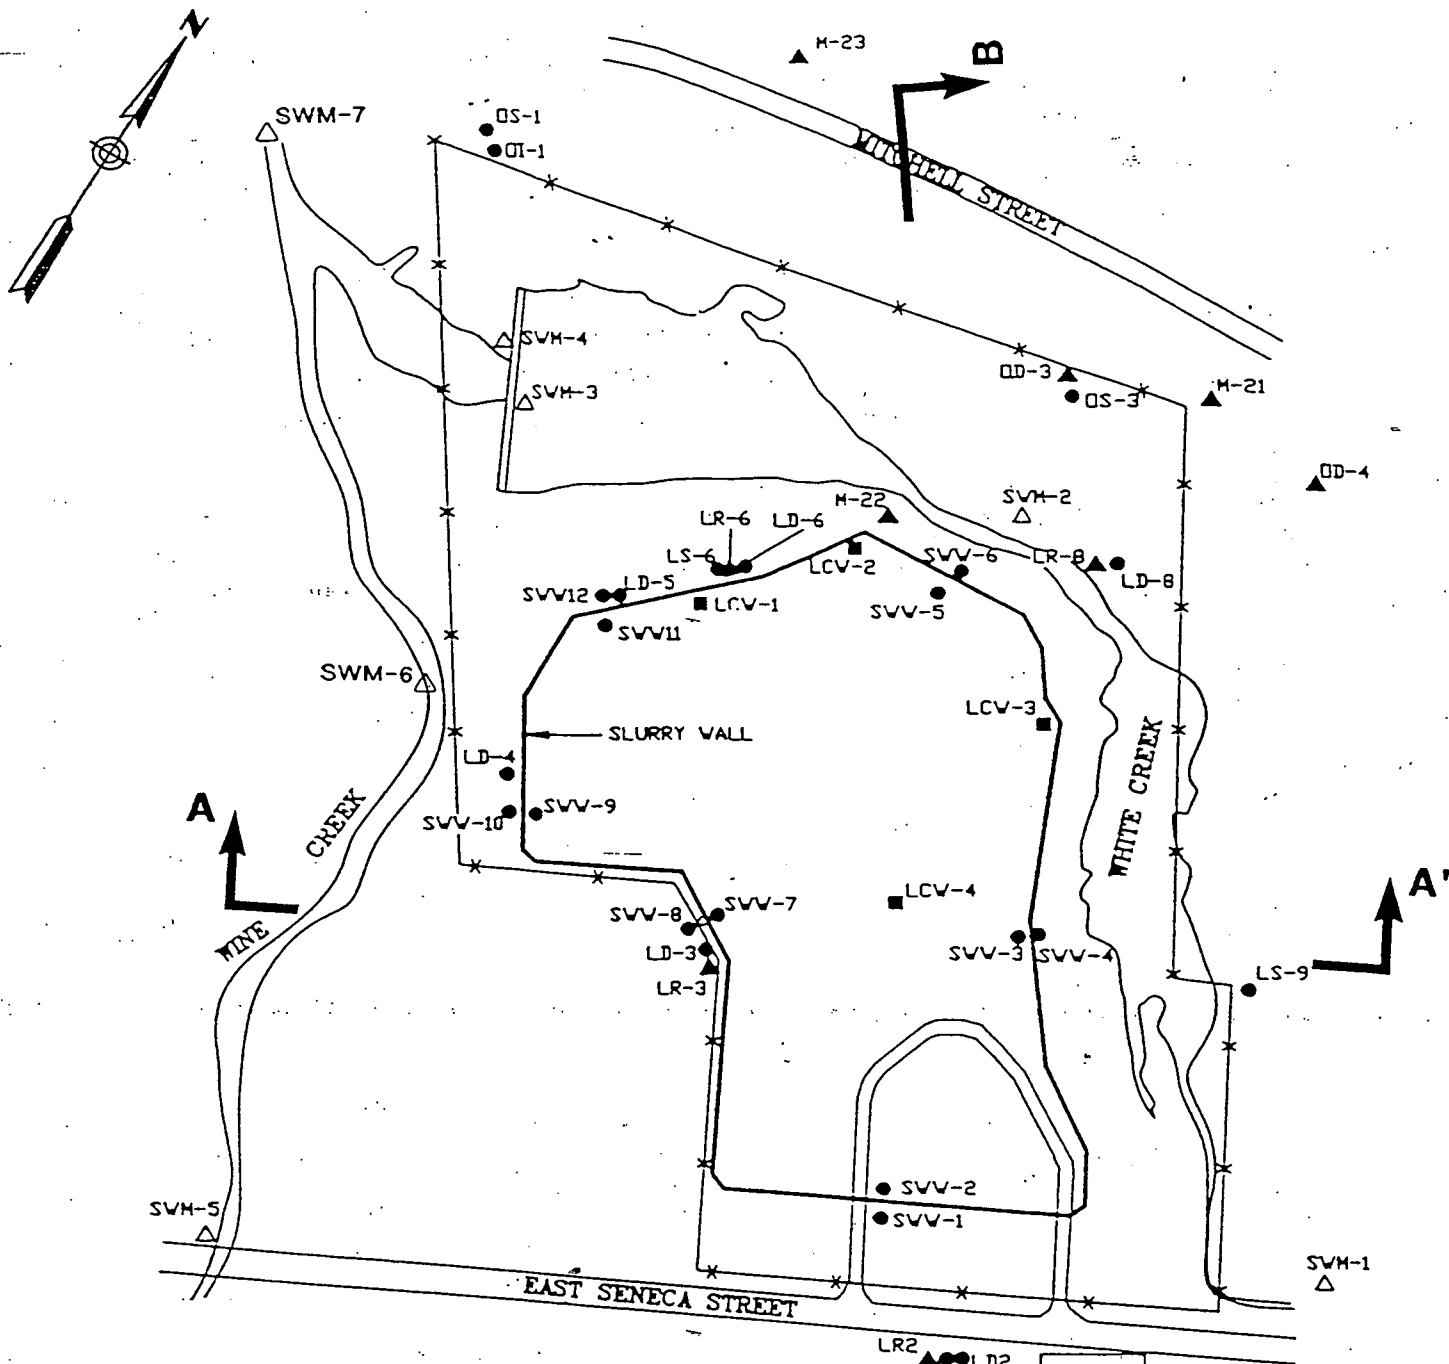 N
M-23
B
SWM-7
OS-1
OI-1
MITCHELL STREET
SWM-4
OD-3
M-21
SWM-3
OS-3
OD-4
M-22
SWM-2
LR-6
LD-6
LS-6
LCW-2
SWW-6
LR-8
LD-8
SWW12
LD-5
LCW-1
SWW-5
SWW11
SWM-6
LCW-3
SLURRY WALL
LD-4
WHITE CREEK
A
SWW-9
SWW-10
CREEK
A'
LCW-4
SWW-7
SWW-8
WINE
LD-3
SWW-3
SWW-4
LS-9
LR-3
SWW-2
SWM-5
SWW-1
SWM-1
EAST SENECA STREET
LR2
LD2